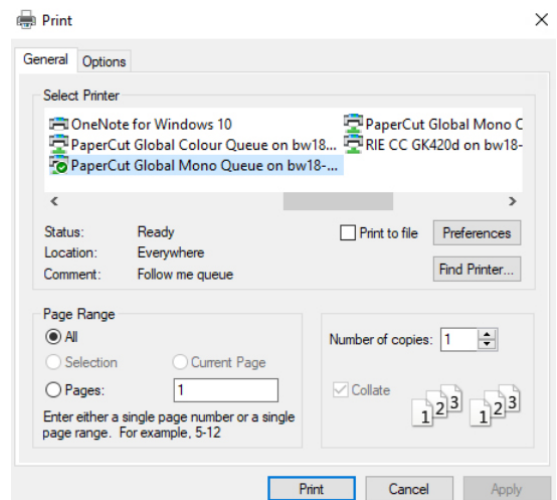 Print
General Options
Select Printer
OneNote for Windows 10
PaperCut Global Colour Queue on bw18...
PaperCut Global Mono Queue on bw18-...
PaperCut Global Mono C
RIE CC GK420d on bw18-
Status: Ready
Location: Everywhere
Comment: Follow me queue
Print to file
Preferences
Find Printer...
Page Range
All
Selection
Current Page
Pages: 1
Enter either a single page number or a single
page range. For example, 5-12
Number of copies: 1
Collate
1 2 3 1 2 3
Print Cancel Apply